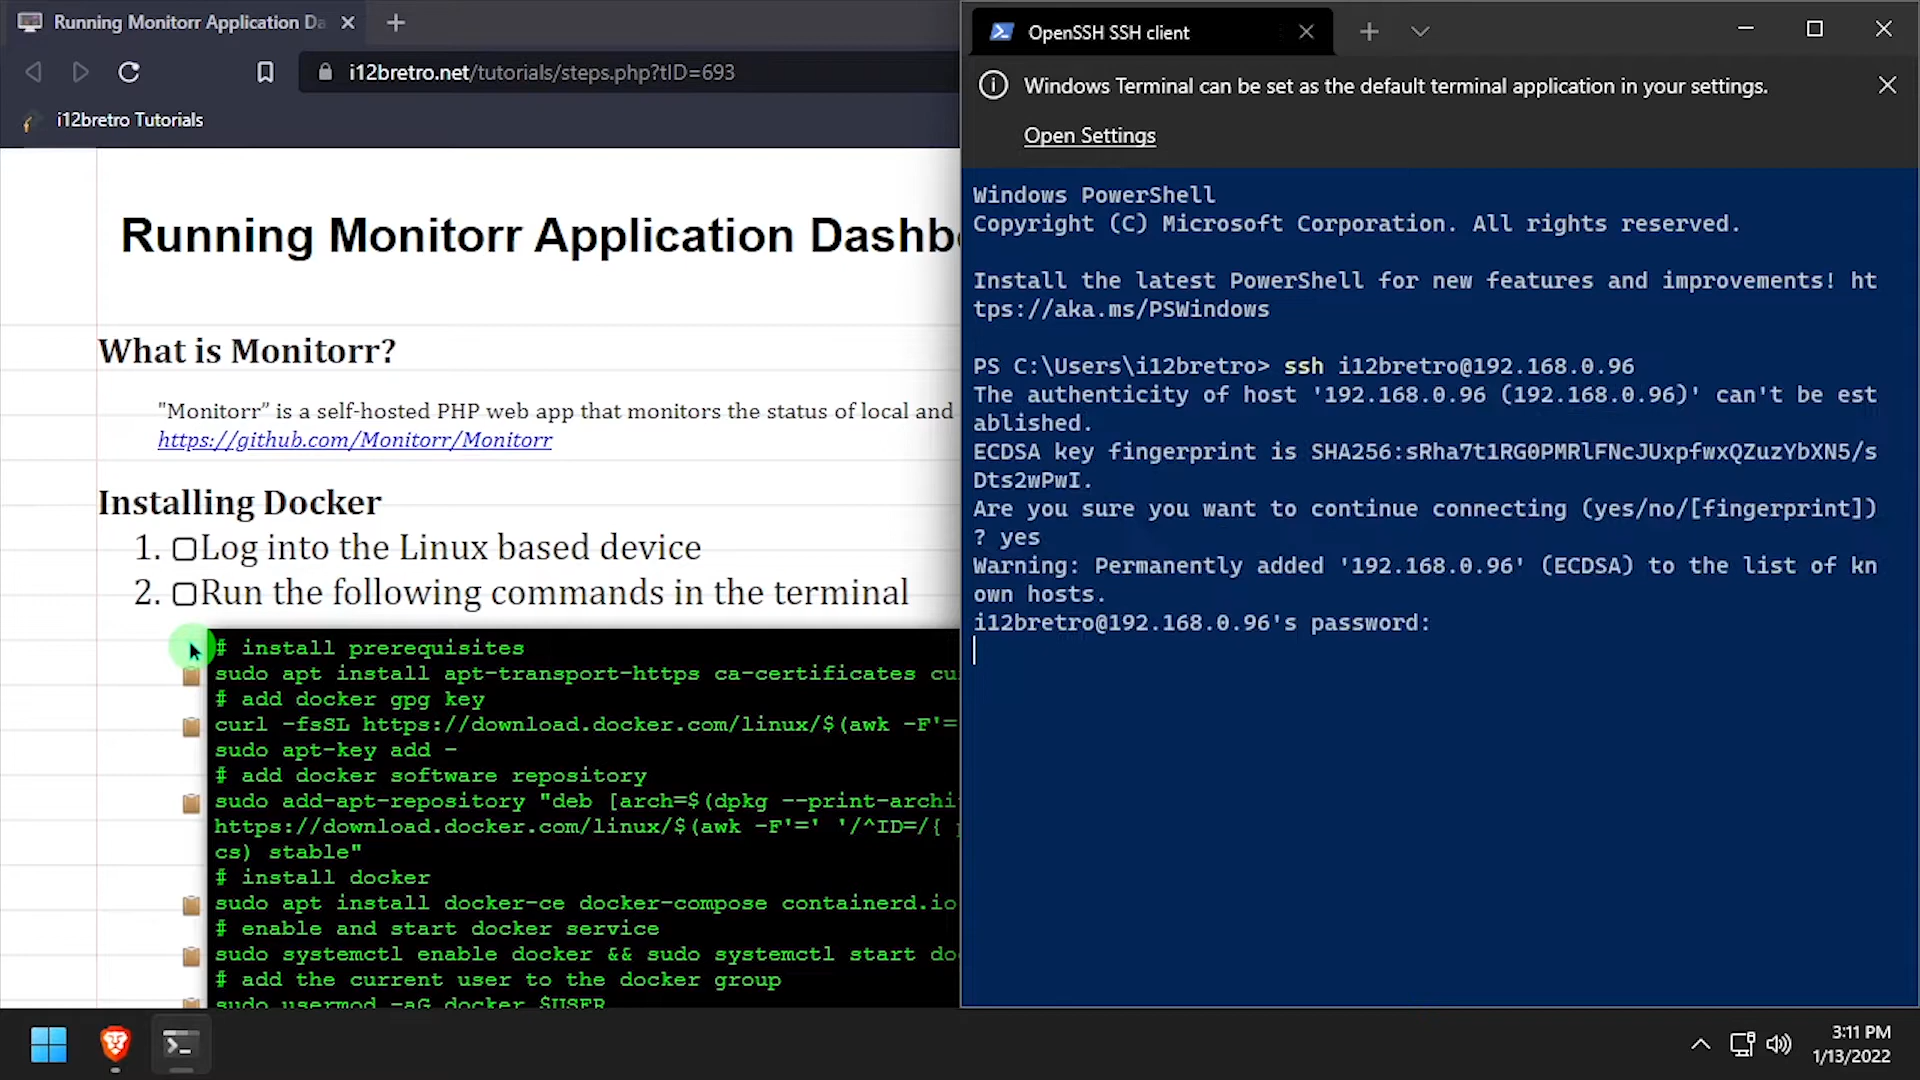 Running Monitorr Application Da
i12bretro.net/tutorials/steps.php?tID=693
i12bretro Tutorials
Running Monitorr Application Dashb
What is Monitorr?
"Monitorr” is a self-hosted PHP web app that monitors the status of local and
https://github.com/Monitorr/Monitorr
Installing Docker
1. Log into the Linux based device
2. Run the following commands in the terminal
# install prerequisites
sudo apt install apt-transport-https ca-certificates cu
# add docker gpg key
curl -fsSL https://download.docker.com/linux/$(awk -F'=
sudo apt-key add -
# add docker software repository
sudo add-apt-repository "deb [arch=$(dpkg --print-archi
https://download.docker.com/linux/$(awk -F'=' '/^ID=/{
cs) stable"
# install docker
sudo apt install docker-ce docker-compose containerd.io
# enable and start docker service
sudo systemctl enable docker && sudo systemctl start do
# add the current user to the docker group
sudo usermod -aG docker $USER
OpenSSH SSH client
Windows Terminal can be set as the default terminal application in your settings.
Open Settings
Windows PowerShell
Copyright (C) Microsoft Corporation. All rights reserved.
Install the latest PowerShell for new features and improvements! ht
tps://aka.ms/PSWindows
PS C:\Users\i12bretro> ssh i12bretro@192.168.0.96
The authenticity of host '192.168.0.96 (192.168.0.96)' can't be est
ablished.
ECDSA key fingerprint is SHA256:sRha7t1RG0PMRlFNcJUxpfwxQZuzYbXN5/s
Dts2wPwI.
Are you sure you want to continue connecting (yes/no/[fingerprint])
? yes
Warning: Permanently added '192.168.0.96' (ECDSA) to the list of kn
own hosts.
i12bretro@192.168.0.96's password:
3:11 PM
1/13/2022